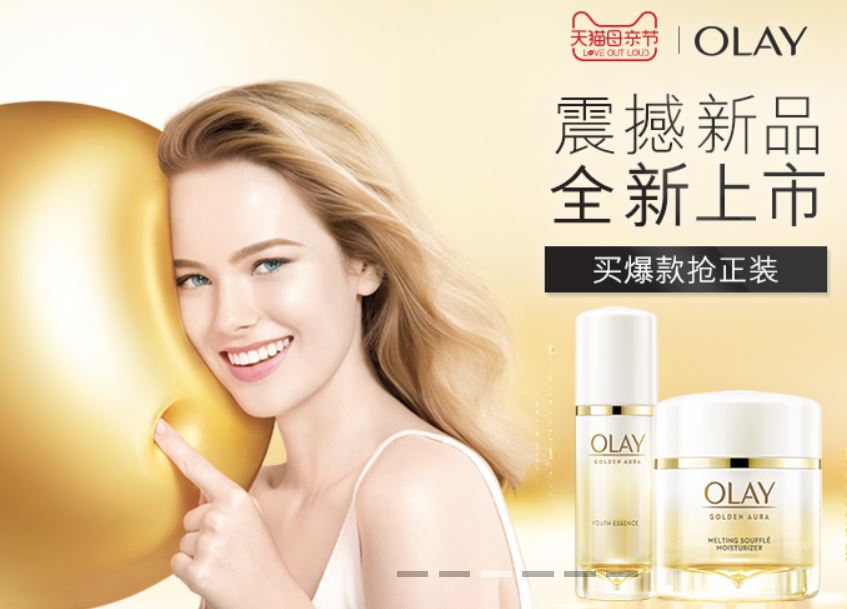 天猫母亲节
LOVE OUT LOUD
OLAY
震撼新品
全新上市
买爆款抢正装
OLAY
GOLDEN AURA
YOUTH ESSENCE
OLAY
GOLDEN AURA
MELTING SOUFFLÉ
MOISTURIZER